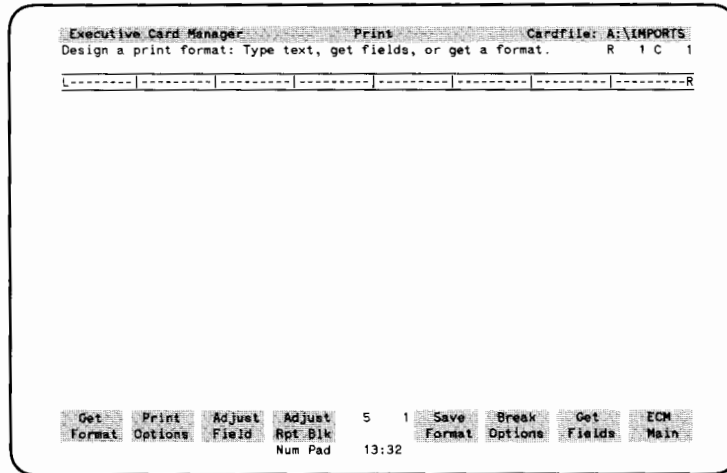 Executive Card Manager Print Cardfile: A:\IMPORTS
Design a print format: Type text, get fields, or get a format. R 1 C 1
L--------|---------|---------|---------|---------|---------|---------|---------R
Get Print Adjust Adjust 5 1 Save Break Get ECM
Format Options Field Rpt Blk Format Options Fields Main
Num Pad 13:32